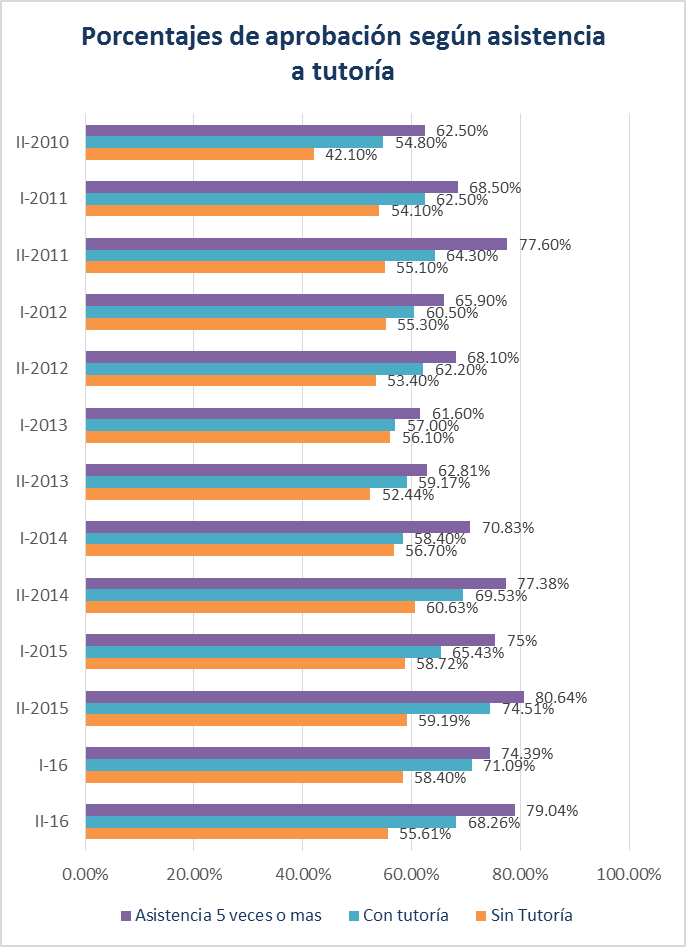 Porcentajes de aprobación según asistencia
a tutoría
II-2010
62.50%
54.80%
42.10%
I-2011
68.50%
62.50%
54.10%
II-2011
77.60%
64.30%
55.10%
I-2012
65.90%
60.50%
55.30%
II-2012
68.10%
62.20%
53.40%
I-2013
61.60%
57.00%
56.10%
II-2013
62.81%
59.17%
52.44%
I-2014
70.83%
58.40%
56.70%
II-2014
77.38%
69.53%
60.63%
I-2015
75%
65.43%
58.72%
II-2015
80.64%
74.51%
59.19%
I-16
74.39%
71.09%
58.40%
II-16
79.04%
68.26%
55.61%
0.00% 20.00% 40.00% 60.00% 80.00% 100.00%
Asistencia 5 veces o mas Con tutoría Sin Tutoría